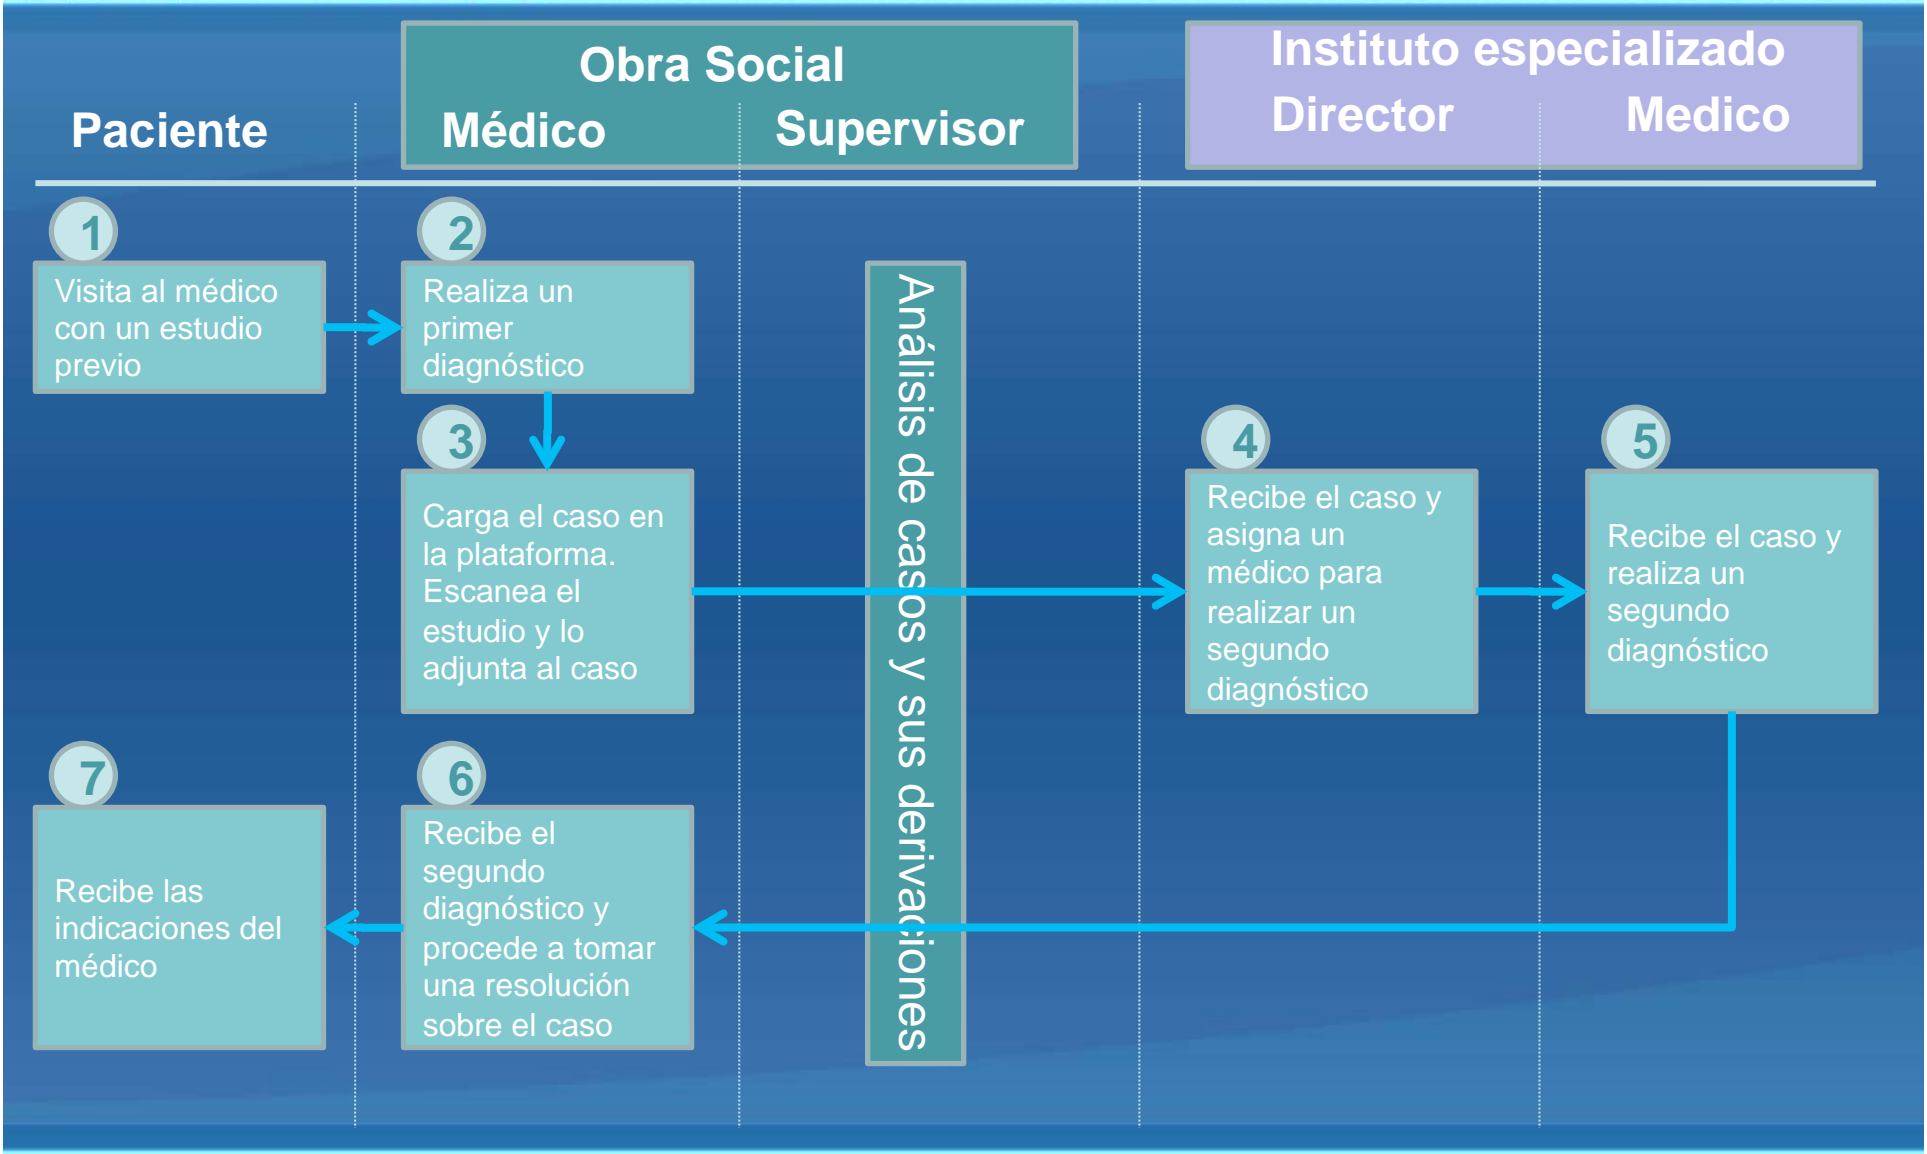 Obra Social
Instituto especializado
Paciente
Médico
Supervisor
Director
Medico
1
Visita al médico
con un estudio
previo
2
Realiza un
primer
diagnóstico
3
Carga el caso en
la plataforma.
Escanea el
estudio y lo
adjunta al caso
Análisis de casos y sus derivaciones
4
Recibe el caso y
asigna un
médico para
realizar un
segundo
diagnóstico
5
Recibe el caso y
realiza un
segundo
diagnóstico
6
Recibe el
segundo
diagnóstico y
procede a tomar
una resolución
sobre el caso
7
Recibe las
indicaciones del
médico